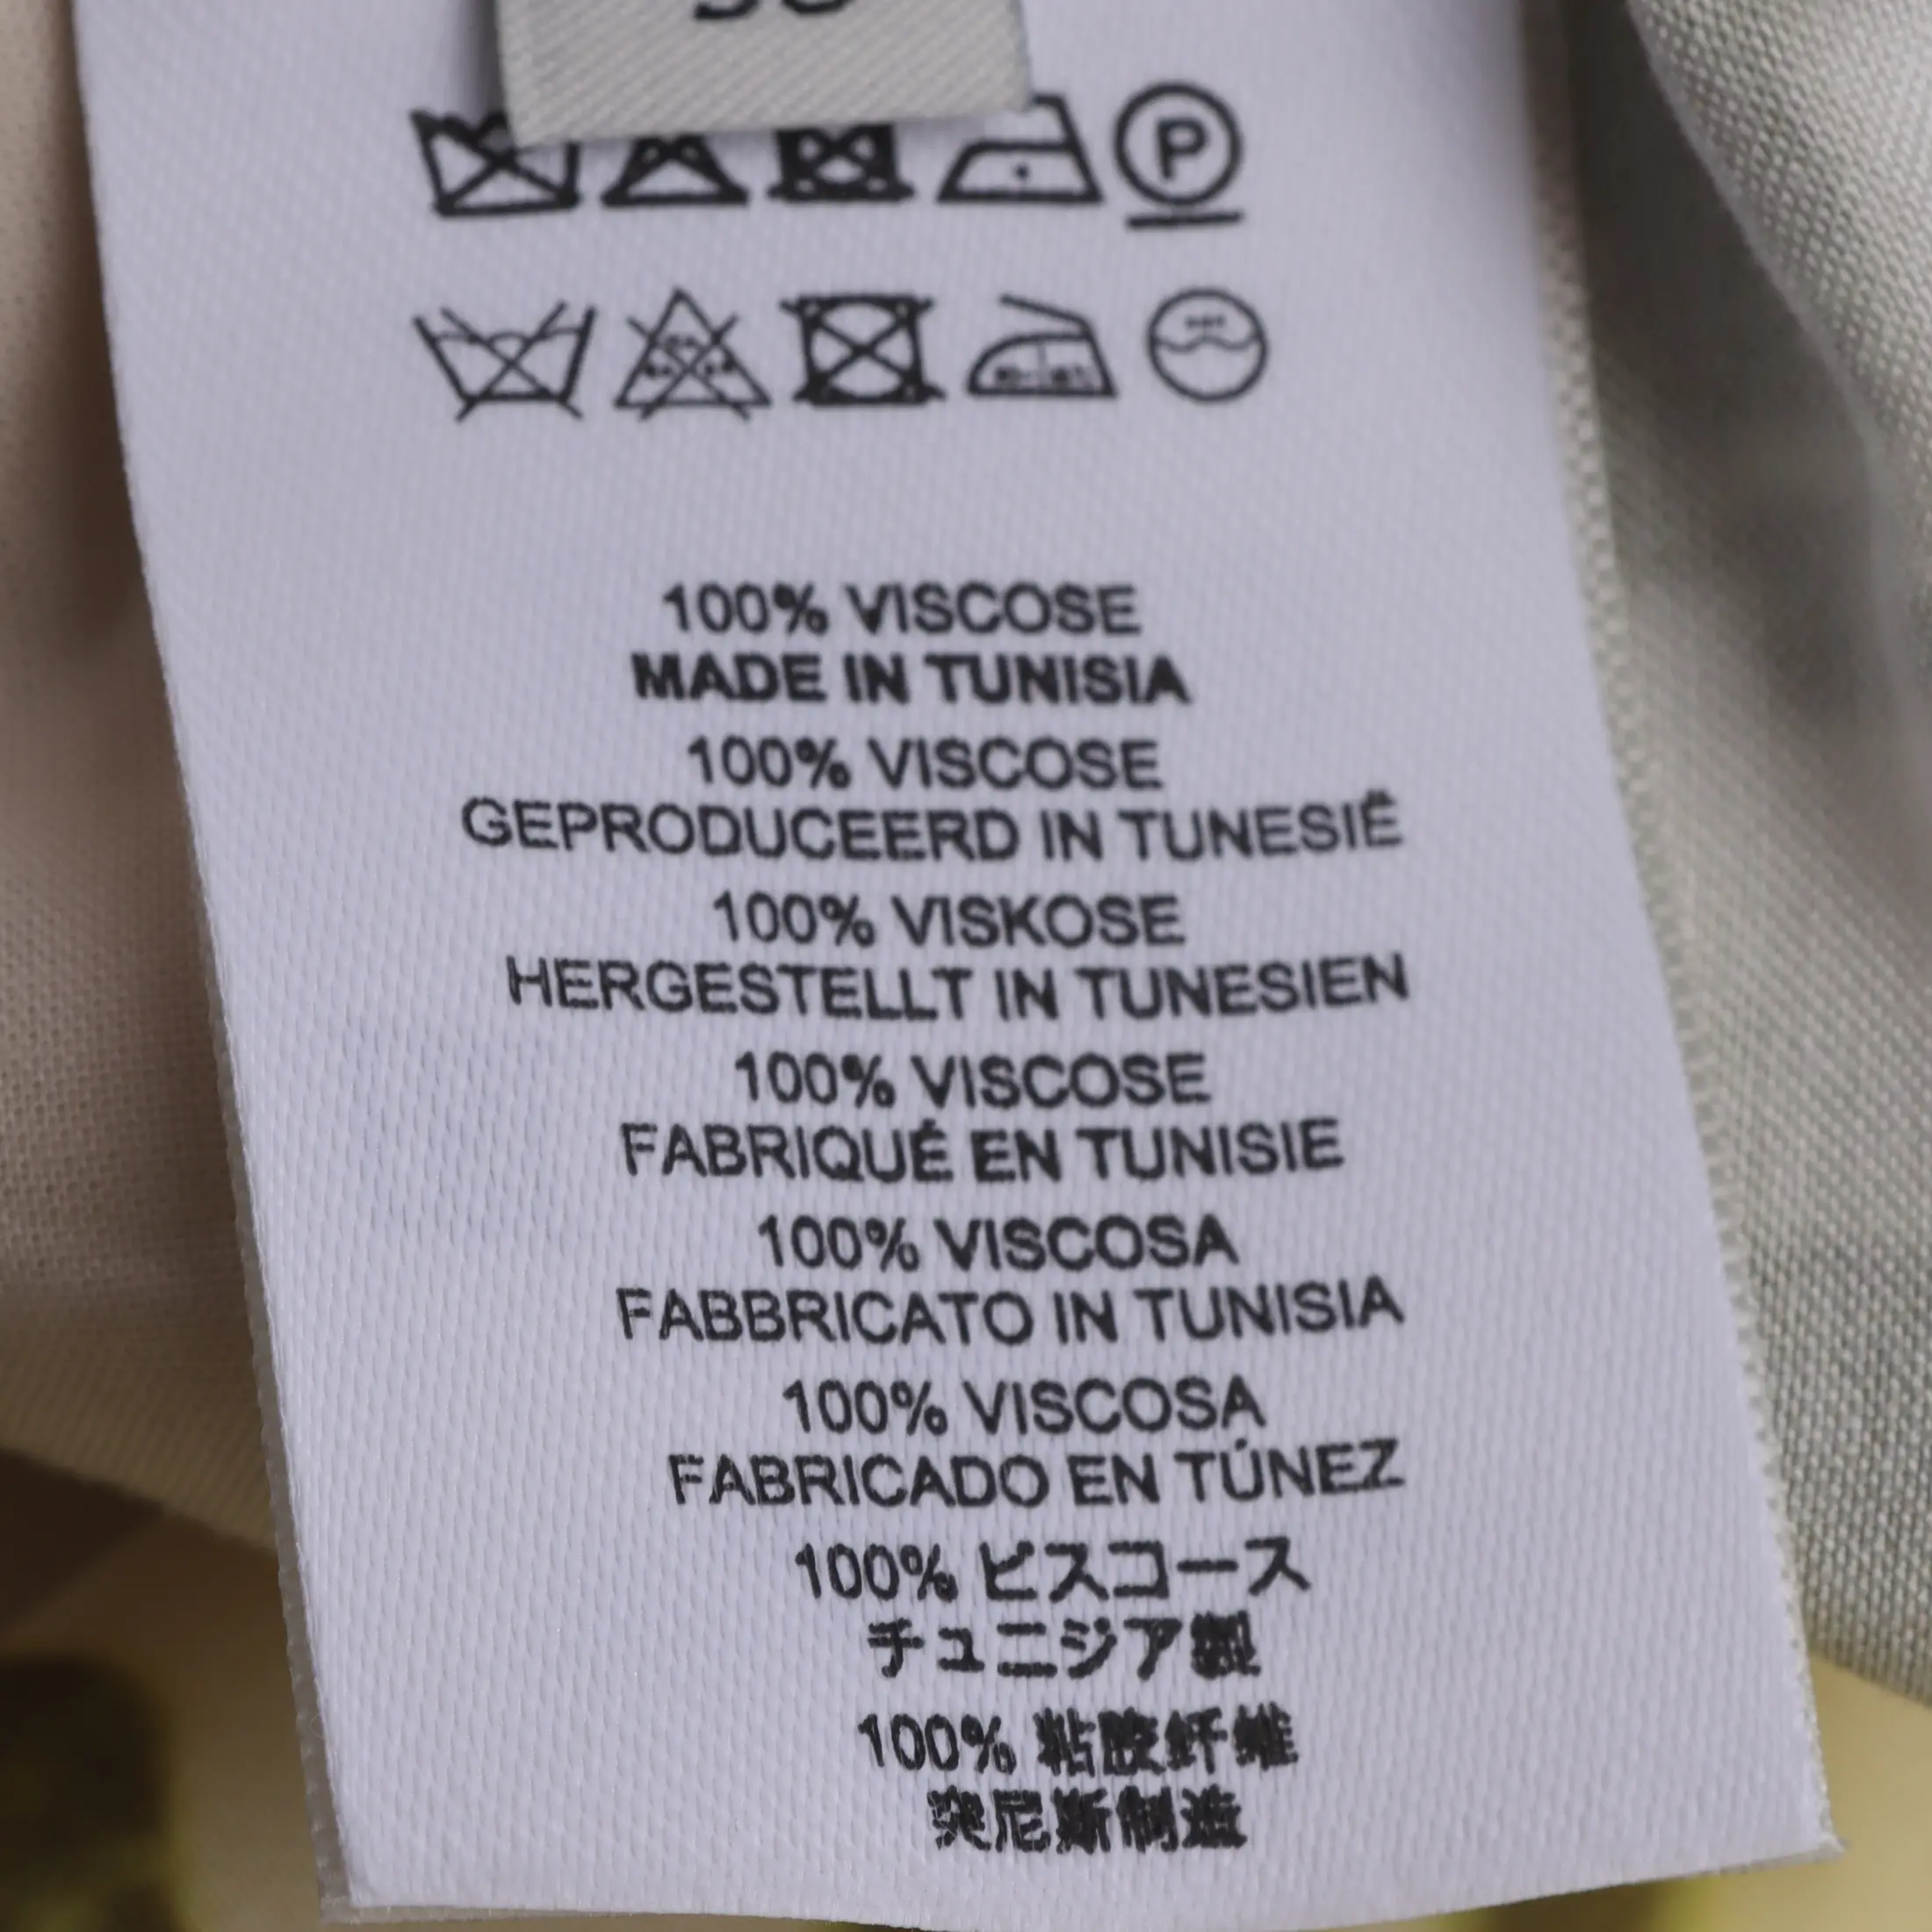 P
100% VISCOSE
MADE IN TUNISIA
100% VISCOSE
GEPRODUCEERD IN TUNESIË
100% VISKOSE
HERGESTELLT IN TUNESIEN
100% VISCOSE
FABRIQUÉ EN TUNISIE
100% VISCOSA
FABBRICATO IN TUNISIA
100% VISCOSA
FABRICADO EN TÚNEZ
100% ビスコース
チュニジア製
100% 粘胶纤维
突尼斯制造